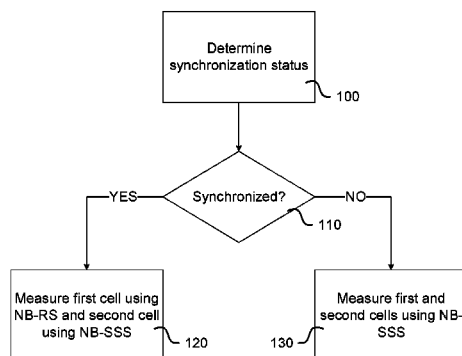 Determine
synchronization status
100
Synchronized?
YES
NO
110
Measure first cell using
NB-RS and second cell
using NB-SSS
120
Measure first and
second cells using NB-
SSS
130